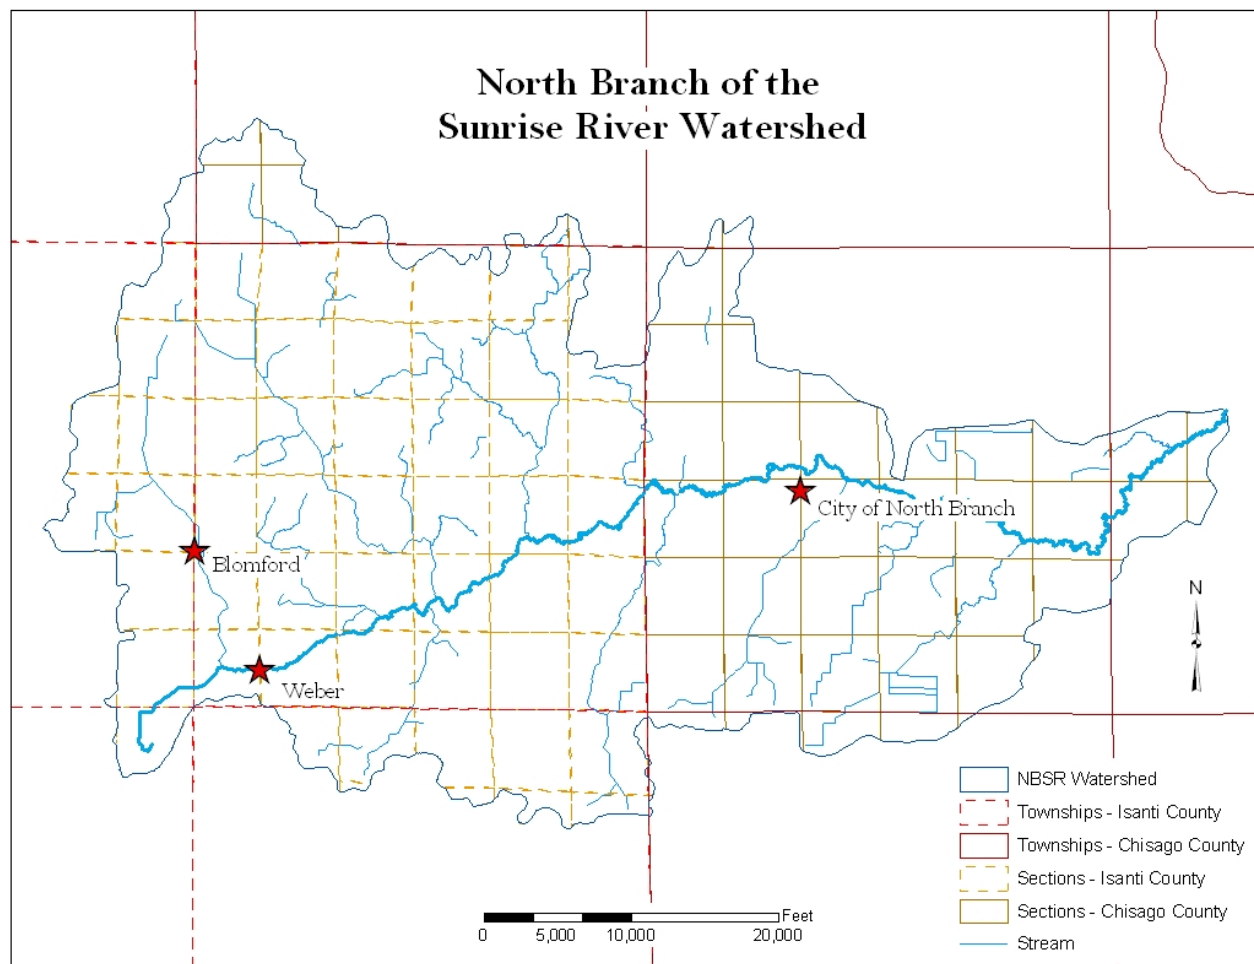 North Branch of the
Sunrise River Watershed
City of North Branch
Blomford
Weber
N
NBSR Watershed
Townships - Isanti County
Townships - Chisago County
Sections - Isanti County
Sections - Chisago County
Stream
Feet
0 5,000 10,000 20,000